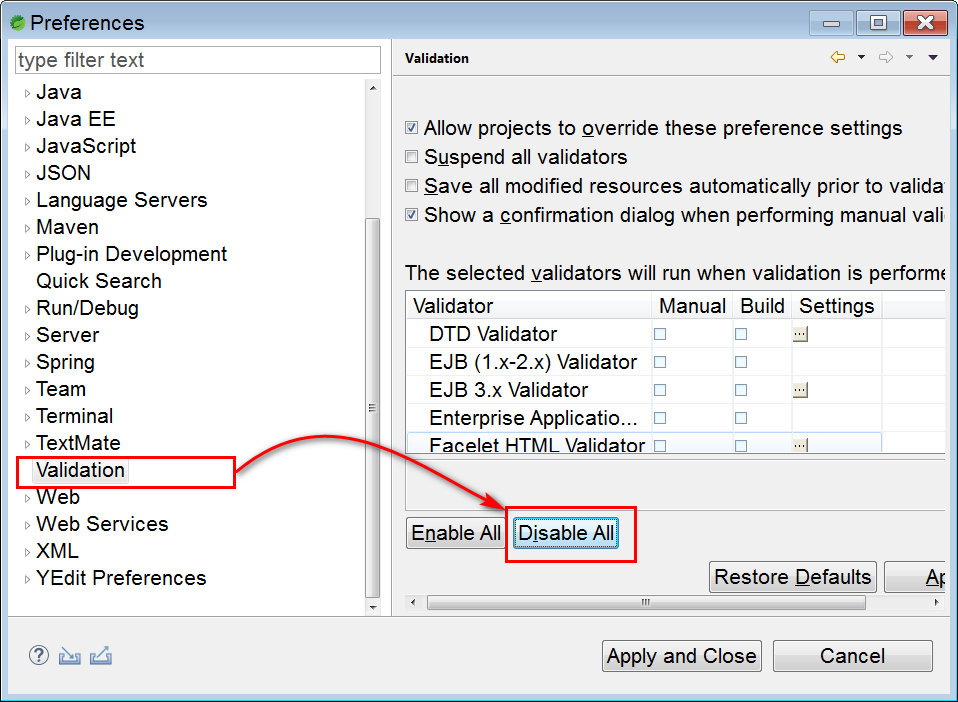 Preferences
type filter text
Java
Java EE
JavaScript
JSON
Language Servers
Maven
Plug-in Development
Quick Search
Run/Debug
Server
Spring
Team
Terminal
TextMate
Validation
Web
Web Services
XML
YEdit Preferences
Validation
Allow projects to override these preference settings
Suspend all validators
Save all modified resources automatically prior to valida
Show a confirmation dialog when performing manual vali
The selected validators will run when validation is performe
Validator Manual Build Settings
DTD Validator ...
EJB (1.x-2.x) Validator
EJB 3.x Validator ...
Enterprise Applicatio...
Facelet HTML Validator ...
Enable All Disable All
Restore Defaults Ap
? Apply and Close Cancel